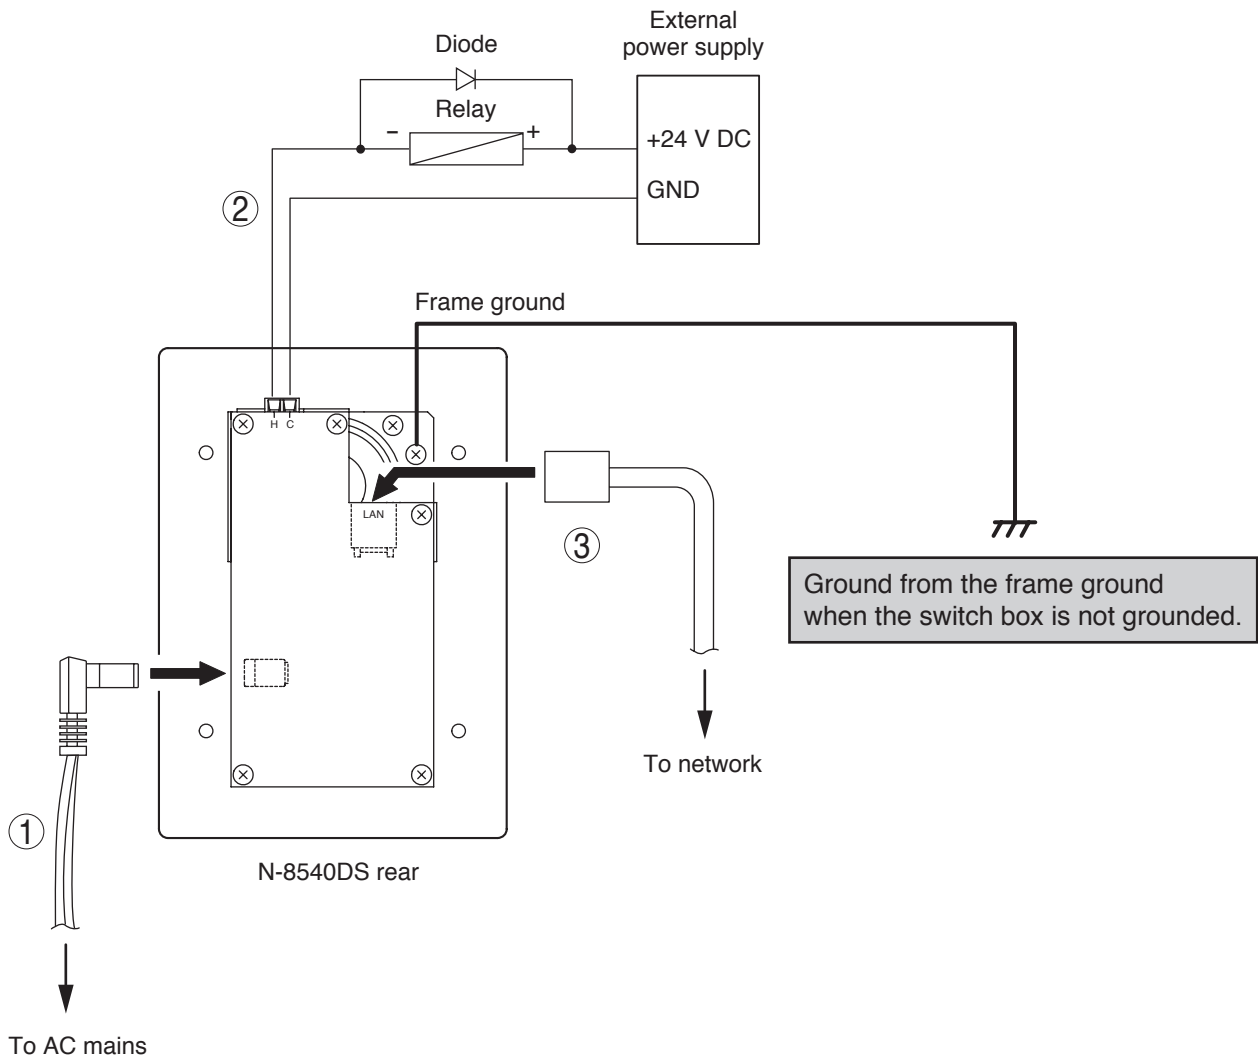 External
power supply
Diode
Relay
−
+
+24 V DC
GND
②
Frame ground
H C
LAN
③
Ground from the frame ground
when the switch box is not grounded.
To network
①
N-8540DS rear
To AC mains